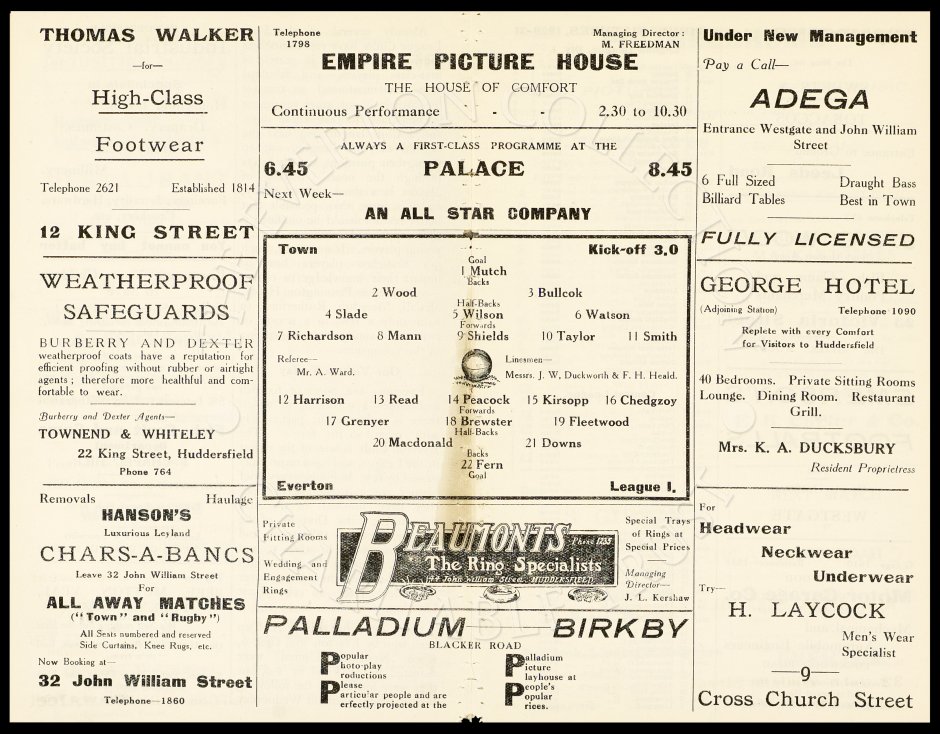 THOMAS WALKER
—for—
High-Class
Footwear
Telephone 2621 Established 1814
12 KING STREET
WEATHERPROOF
SAFEGUARDS
BURBERRY AND DEXTER
weatherproof coats have a reputation for
efficient proofing without rubber or airtight
agents; therefore more healthful and com-
fortable to wear.
Burberry and Dexter Agents—
TOWNEND & WHITELEY
22 King Street, Huddersfield
Phone 764
Removals Haulage
HANSON'S
Luxurious Leyland
CHARS-A-BANCS
Leave 32 John William Street
For
ALL AWAY MATCHES
("Town" and "Rugby")
All Seats numbered and reserved
Side Curtains, Knee Rugs, etc.
Now Booking at—
32 John William Street
Telephone—1860
Telephone
1798
Managing Director:
M. FREEDMAN
EMPIRE PICTURE HOUSE
THE HOUSE OF COMFORT
Continuous Performance - - 2.30 to 10.30
ALWAYS A FIRST-CLASS PROGRAMME AT THE
6.45 PALACE 8.45
Next Week—
AN ALL STAR COMPANY
Town Kick-off 3.0
Goal
1 Mutch
Backs
2 Wood 3 Bullcok
Half-Backs
4 Slade 5 Wilson 6 Watson
Forwards
7 Richardson 8 Mann 9 Shields 10 Taylor 11 Smith
Referee— Linesmen—
Mr. A. Ward. Messrs. J. W. Duckworth & F. H. Heald.
12 Harrison 13 Read 14 Peacock 15 Kirsopp 16 Chedgzoy
Forwards
17 Grenyer 18 Brewster 19 Fleetwood
Half-Backs
20 Macdonald 21 Downs
Backs
22 Fern
Goal
Everton League I.
Private
Fitting Rooms
Wedding and
Engagement
Rings
BEAUMONTS Phone 1255
The Ring Specialists
John William Street. HUDDERSFIELD
Special Trays
of Rings at
Special Prices
Managing
Director—
J. L. Kershaw
PALLADIUM BIRKBY
BLACKER ROAD
Popular
Photo-play
Productions
Please
Particular people and are
Perfectly projected at the
Palladium
Picture
Playhouse at
People's
Popular
Prices.
Under New Management
Pay a Call—
ADEGA
Entrance Westgate and John William
Street
6 Full Sized Draught Bass
Billiard Tables Best in Town
FULLY LICENSED
GEORGE HOTEL
(Adjoining Station) Telephone 1090
Replete with every Comfort
for Visitors to Huddersfield
40 Bedrooms. Private Sitting Rooms
Lounge. Dining Room. Restaurant
Grill.
Mrs. K. A. DUCKSBURY
Resident Proprietress
For
Headwear
Neckwear
Underwear
Try—
H. LAYCOCK
Men's Wear
Specialist
—9—
Cross Church Street